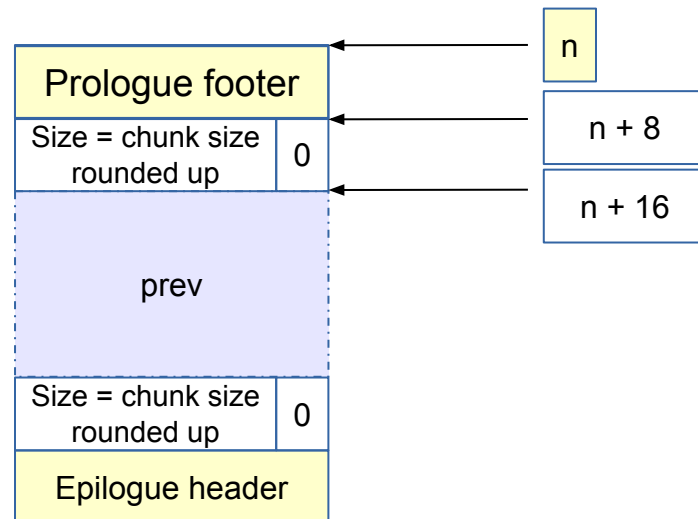 n
Prologue footer
Size = chunk size
rounded up
0
n + 8
n + 16
prev
Size = chunk size
rounded up
0
Epilogue header